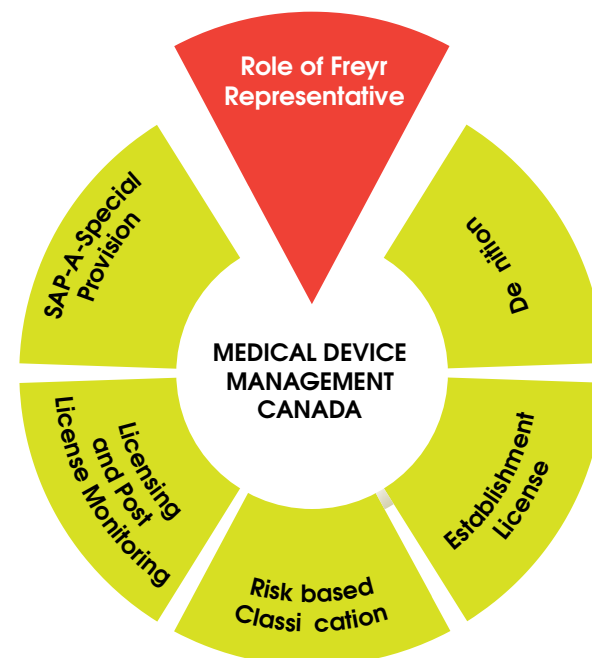 Role of Freyr
Representative
De nition
Establishment
License
Risk based
Classi cation
Licensing
and Post
License Monitoring
SAP-A-Special
Provision
MEDICAL DEVICE
MANAGEMENT
CANADA